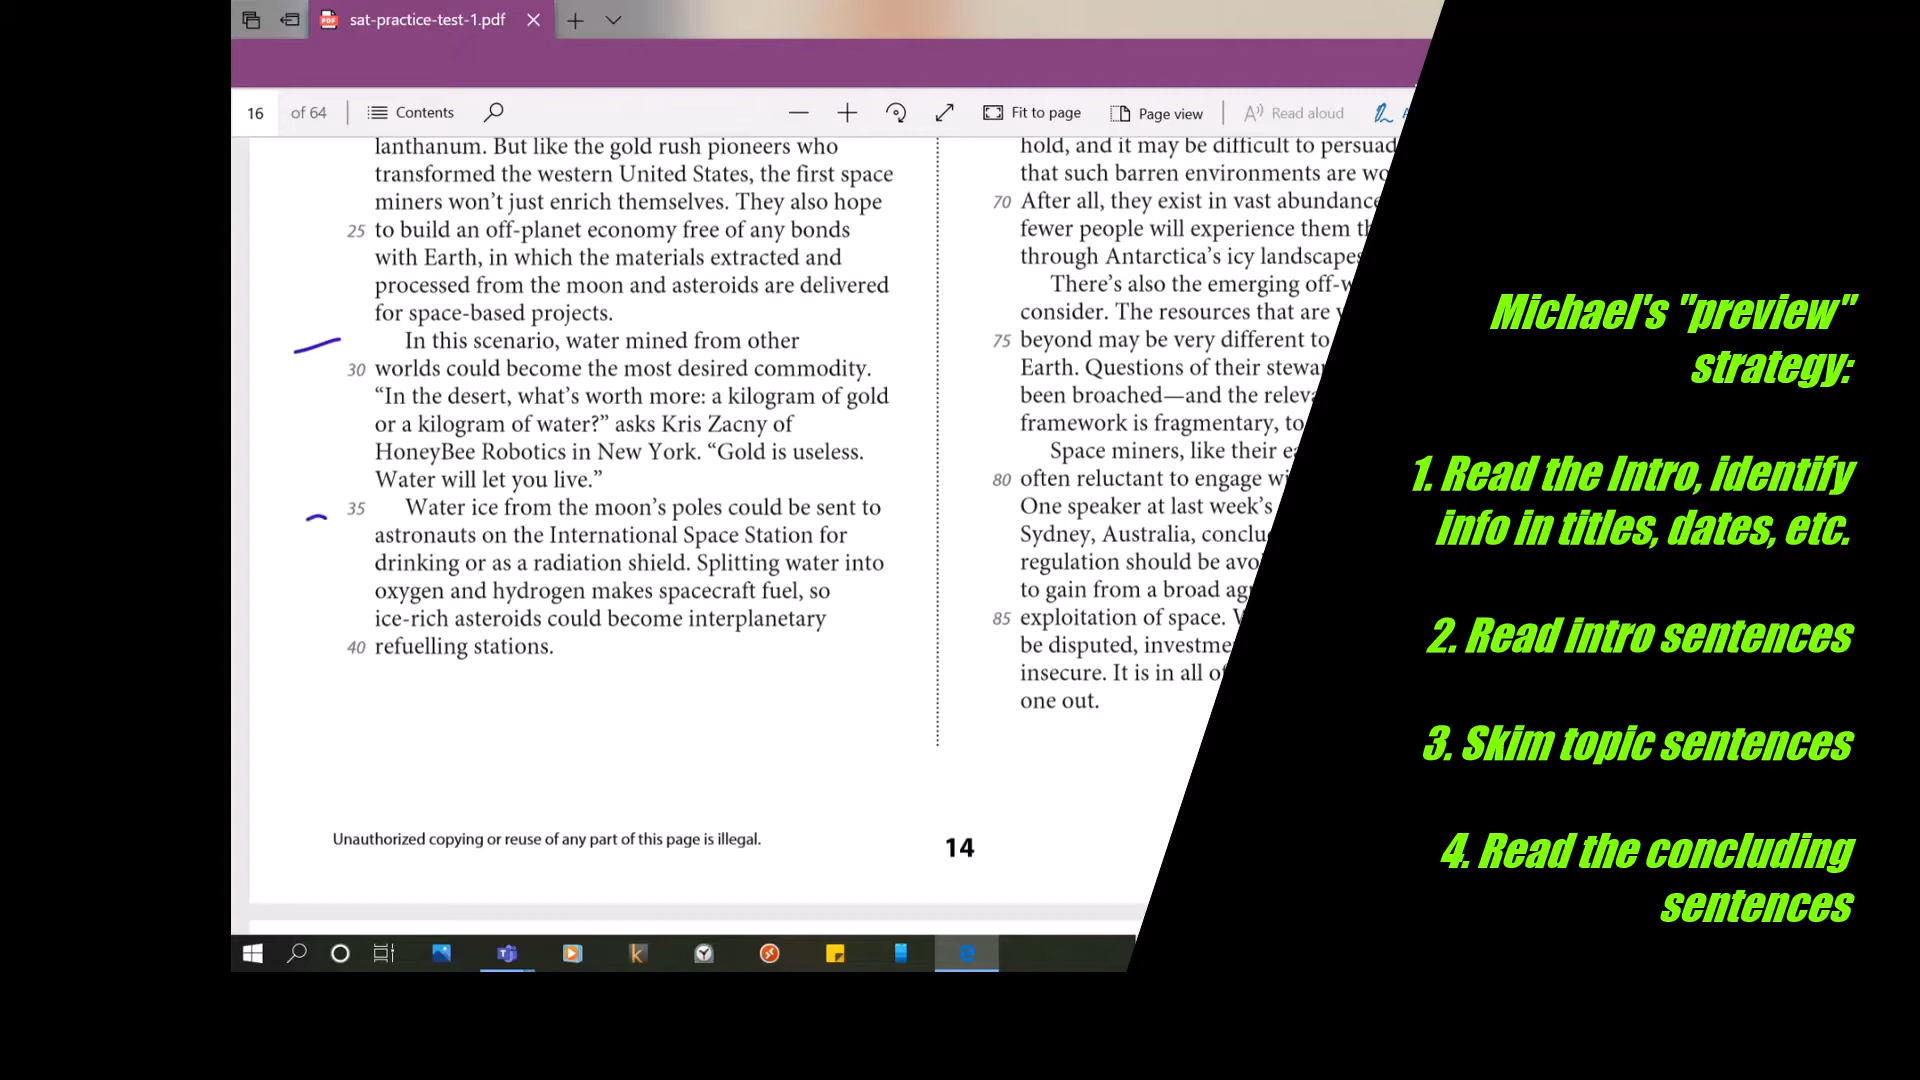 sat-practice-test-1.pdf
16 of 64 Contents Fit to page Page view Read aloud
lanthanum. But like the gold rush pioneers who
transformed the western United States, the first space
miners won't just enrich themselves. They also hope
25 to build an off-planet economy free of any bonds
with Earth, in which the materials extracted and
processed from the moon and asteroids are delivered
for space-based projects.
In this scenario, water mined from other
30 worlds could become the most desired commodity.
“In the desert, what's worth more: a kilogram of gold
or a kilogram of water?” asks Kris Zacny of
HoneyBee Robotics in New York. “Gold is useless.
Water will let you live.”
35 Water ice from the moon's poles could be sent to
astronauts on the International Space Station for
drinking or as a radiation shield. Splitting water into
oxygen and hydrogen makes spacecraft fuel, so
ice-rich asteroids could become interplanetary
40 refuelling stations.
hold, and it may be difficult to persuad
that such barren environments are wo
70 After all, they exist in vast abundance
fewer people will experience them th
through Antarctica's icy landscapes
There's also the emerging off-w
consider. The resources that are
75 beyond may be very different to
Earth. Questions of their stewa
been broached—and the releva
framework is fragmentary, to
Space miners, like their ea
80 often reluctant to engage wi
One speaker at last week's
Sydney, Australia, conclu
regulation should be avo
to gain from a broad ag
85 exploitation of space.
be disputed, investme
insecure. It is in all o
one out.
Unauthorized copying or reuse of any part of this page is illegal.
14
Michael's "preview"
strategy:
1. Read the Intro, identify
info in titles, dates, etc.
2. Read intro sentences
3. Skim topic sentences
4. Read the concluding
sentences